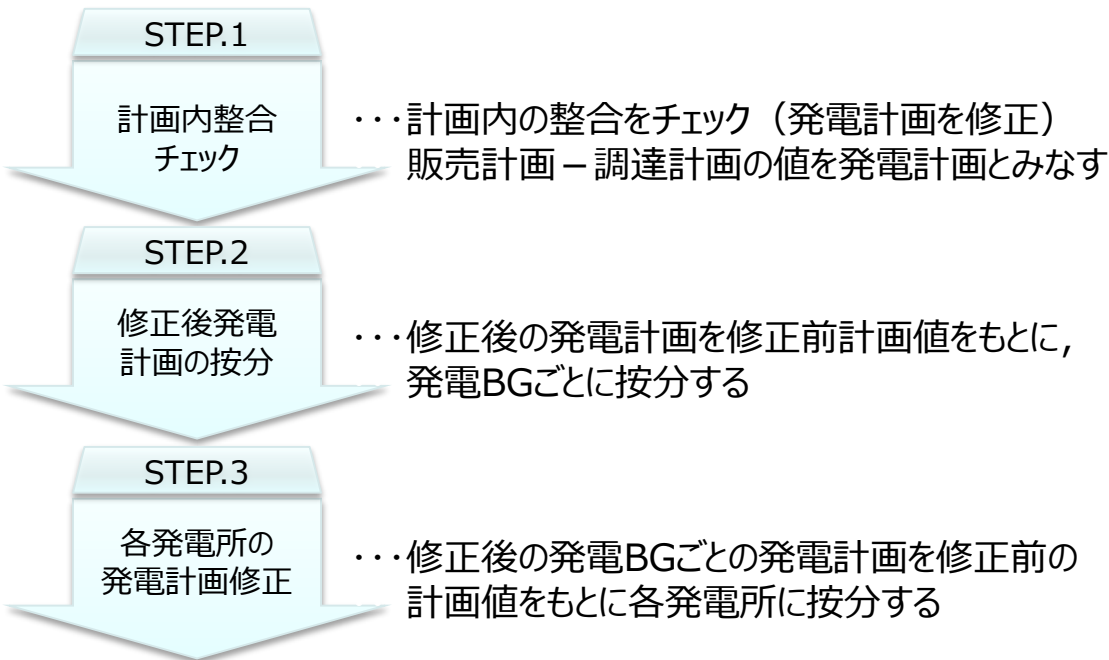 STEP.1
計画内整合
チェック
・・・計画内の整合をチェック（発電計画を修正）
販売計画－調達計画の値を発電計画とみなす
STEP.2
修正後発電
計画の按分
・・・修正後の発電計画を修正前計画値をもとに，
発電BGごとに按分する
STEP.3
各発電所の
発電計画修正
・・・修正後の発電BGごとの発電計画を修正前の
計画値をもとに各発電所に按分する